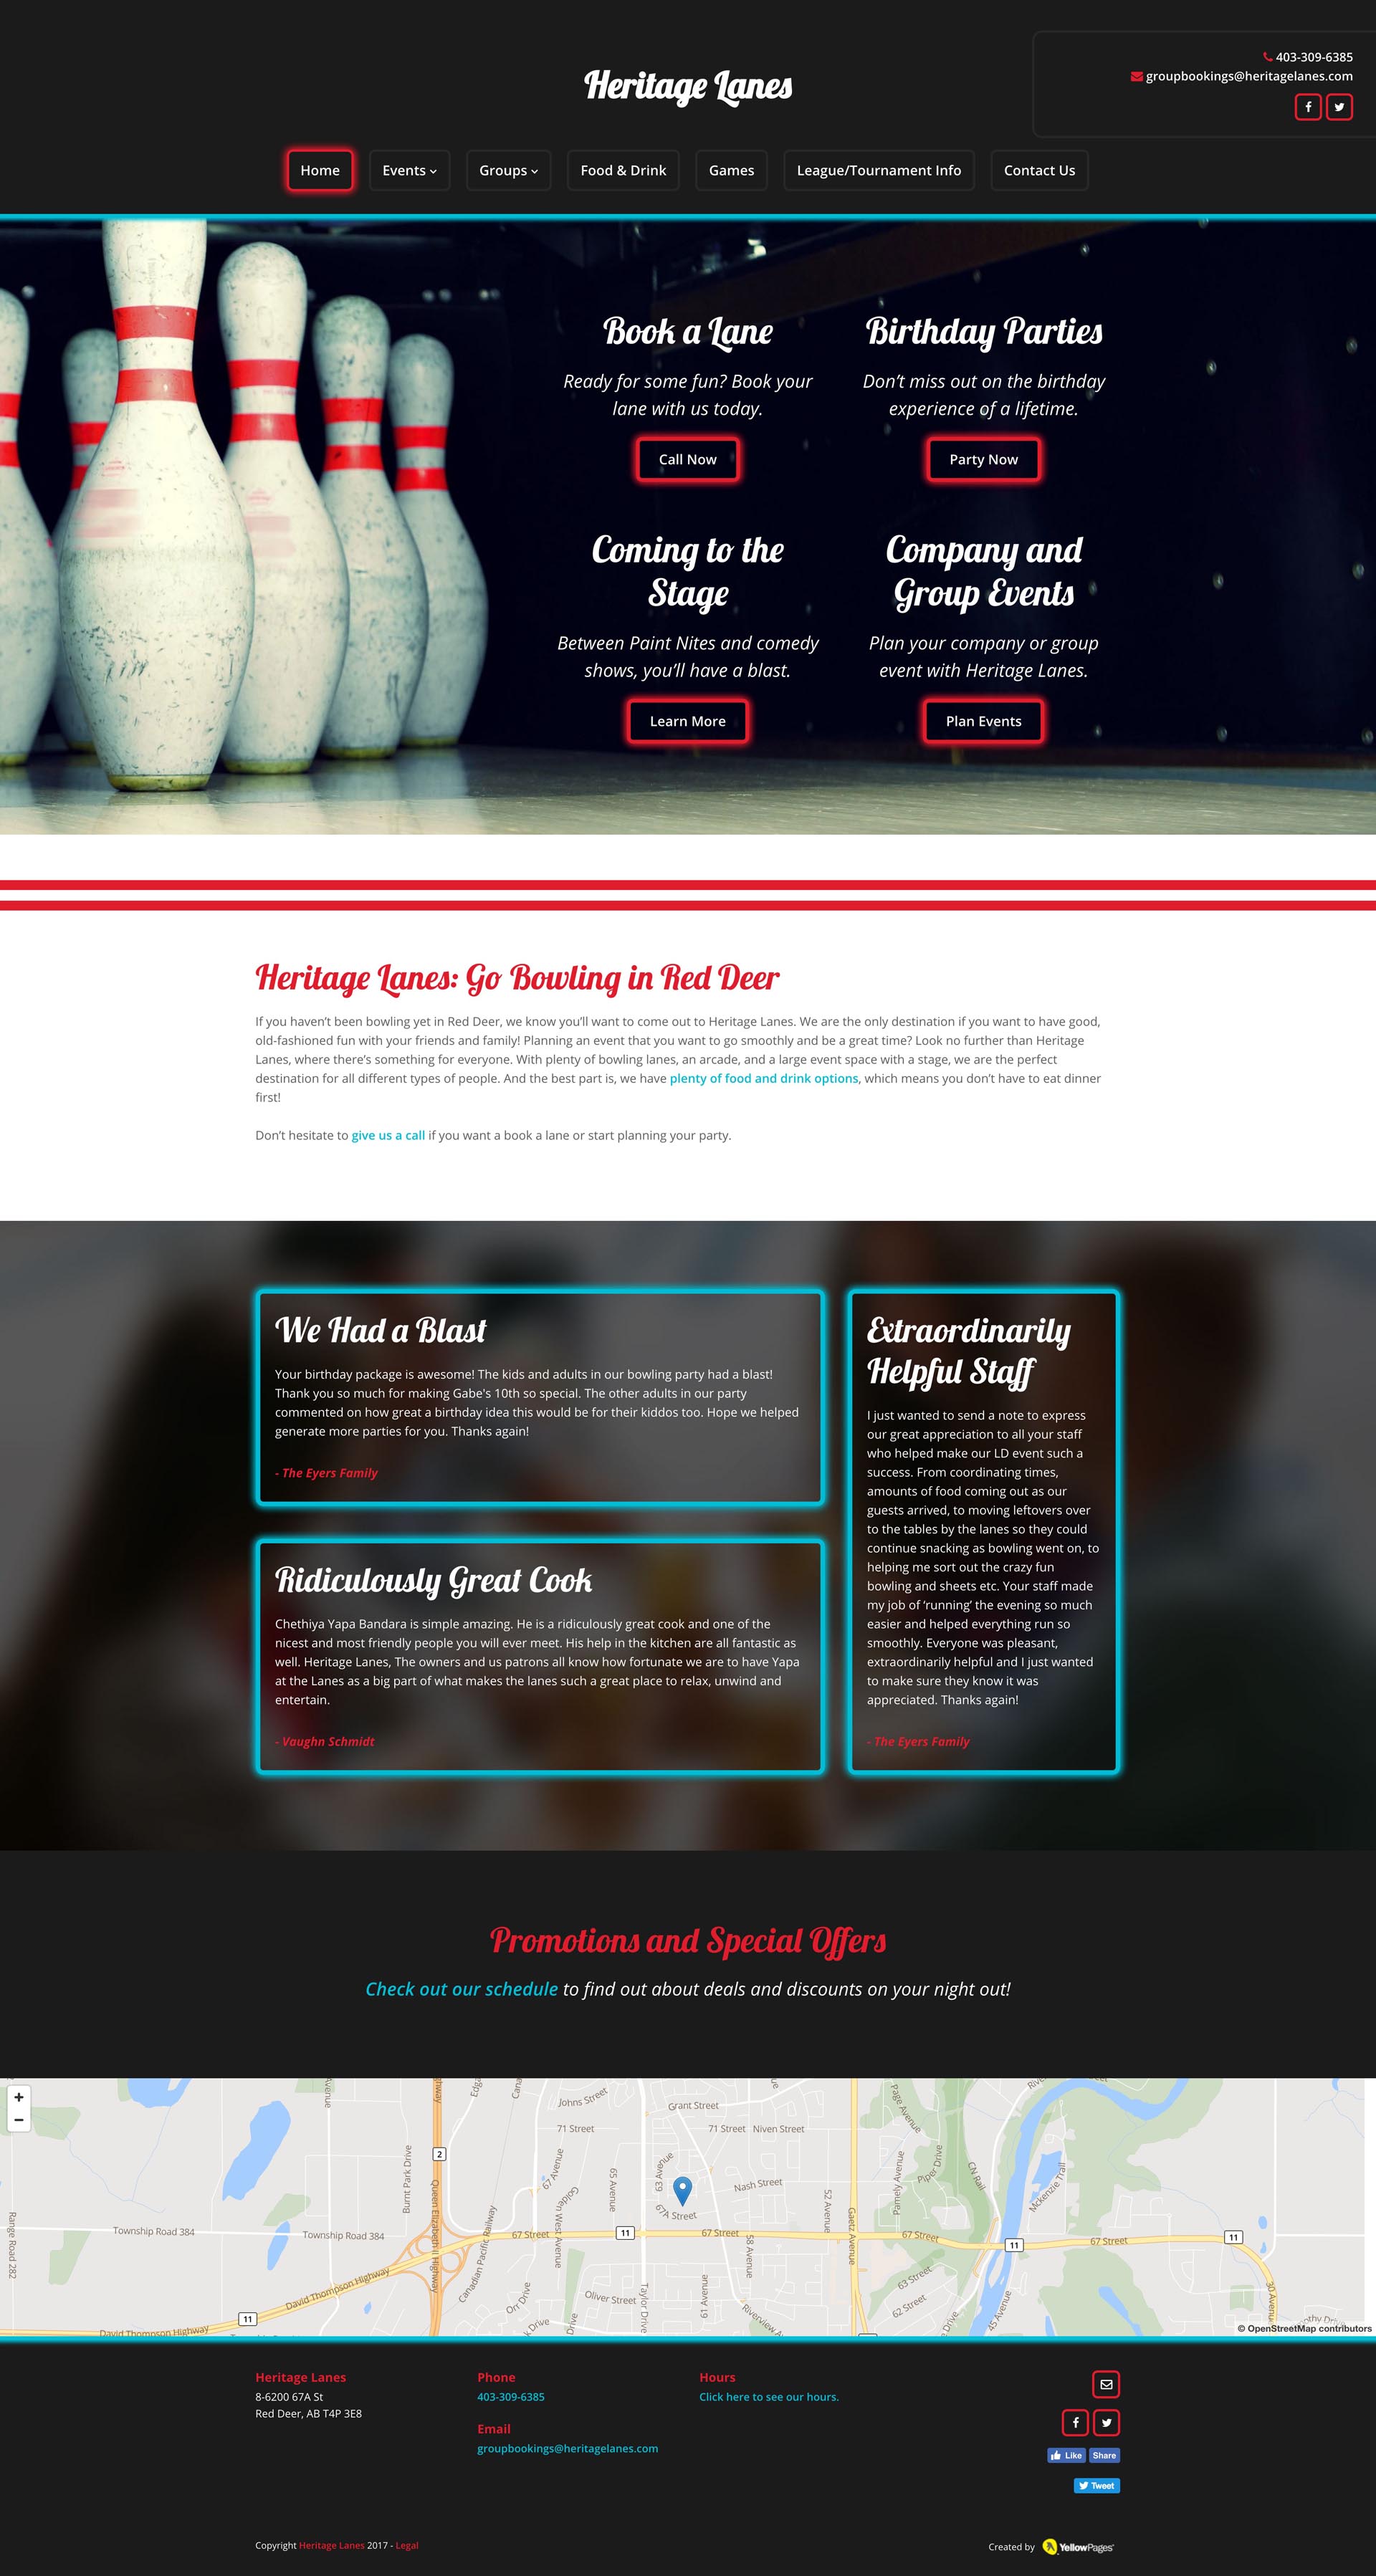 403-309-6385
groupbookings@heritagelanes.com
Heritage Lanes
Home
Events
Groups
Food & Drink
Games
League/Tournament Info
Contact Us
Book a Lane
Ready for some fun? Book your
lane with us today.
Call Now
Birthday Parties
Don't miss out on the birthday
experience of a lifetime.
Party Now
Coming to the
Stage
Between Paint Nites and comedy
shows, you'll have a blast.
Learn More
Company and
Group Events
Plan your company or group
event with Heritage Lanes.
Plan Events
Heritage Lanes: Go Bowling in Red Deer
If you haven't been bowling yet in Red Deer, we know you'll want to come out to Heritage Lanes. We are the only destination if you want to have good,
old-fashioned fun with your friends and family! Planning an event that you want to go smoothly and be a great time? Look no further than Heritage
Lanes, where there's something for everyone. With plenty of bowling lanes, an arcade, and a large event space with a stage, we are the perfect
destination for all different types of people. And the best part is, we have plenty of food and drink options, which means you don't have to eat dinner
first!
Don't hesitate to give us a call if you want a book a lane or start planning your party.
We Had a Blast
Your birthday package is awesome! The kids and adults in our bowling party had a blast!
Thank you so much for making Gabe's 10th so special. The other adults in our party
commented on how great a birthday idea this would be for their kiddos too. Hope we helped
generate more parties for you. Thanks again!
- The Eyers Family
Ridiculously Great Cook
Chethiya Yapa Bandara is simple amazing. He is a ridiculously great cook and one of the
nicest and most friendly people you will ever meet. His help in the kitchen are all fantastic as
well. Heritage Lanes, The owners and us patrons all know how fortunate we are to have Yapa
at the Lanes as a big part of what makes the lanes such a great place to relax, unwind and
entertain.
- Vaughn Schmidt
Extraordinarily
Helpful Staff
I just wanted to send a note to express
our great appreciation to all your staff
who helped make our LD event such a
success. From coordinating times,
amounts of food coming out as our
guests arrived, to moving leftovers over
to the tables by the lanes so they could
continue snacking as bowling went on, to
helping me sort out the crazy fun
bowling and sheets etc. Your staff made
my job of 'running' the evening so much
easier and helped everything run so
smoothly. Everyone was pleasant,
extraordinarily helpful and I just wanted
to make sure they know it was
appreciated. Thanks again!
- The Eyers Family
Promotions and Special Offers
Check out our schedule to find out about deals and discounts on your night out!
+
−
Johns Street
Grant Street
71 Street
71 Street
Niven Street
Page Avenue
2
Burnt Park Drive
67 Avenue
65 Avenue
63 Avenue
Nash Street
Pamely Avenue
Piper Drive
CN Rail
Mckenzie Trail
Golden West Avenue
67A Street
52 Avenue
Gaetz Avenue
Range Road 282
Township Road 384
Township Road 384
Queen Elizabeth II Highway
Canadian Pacific Railway
67 Street
11
67 Street
58 Avenue
67 Street
11
67 Street
11
David Thompson Highway
11
David Thompson Highway
Orr Drive
Oliver Street
Taylor Drive
61 Avenue
63 Street
62 Street
45 Avenue
30 Avenue
© OpenStreetMap contributors
Heritage Lanes
8-6200 67A St
Red Deer, AB T4P 3E8
Phone
403-309-6385
Email
groupbookings@heritagelanes.com
Hours
Click here to see our hours.
Like
Share
Tweet
Copyright Heritage Lanes 2017 - Legal
Created by YellowPages